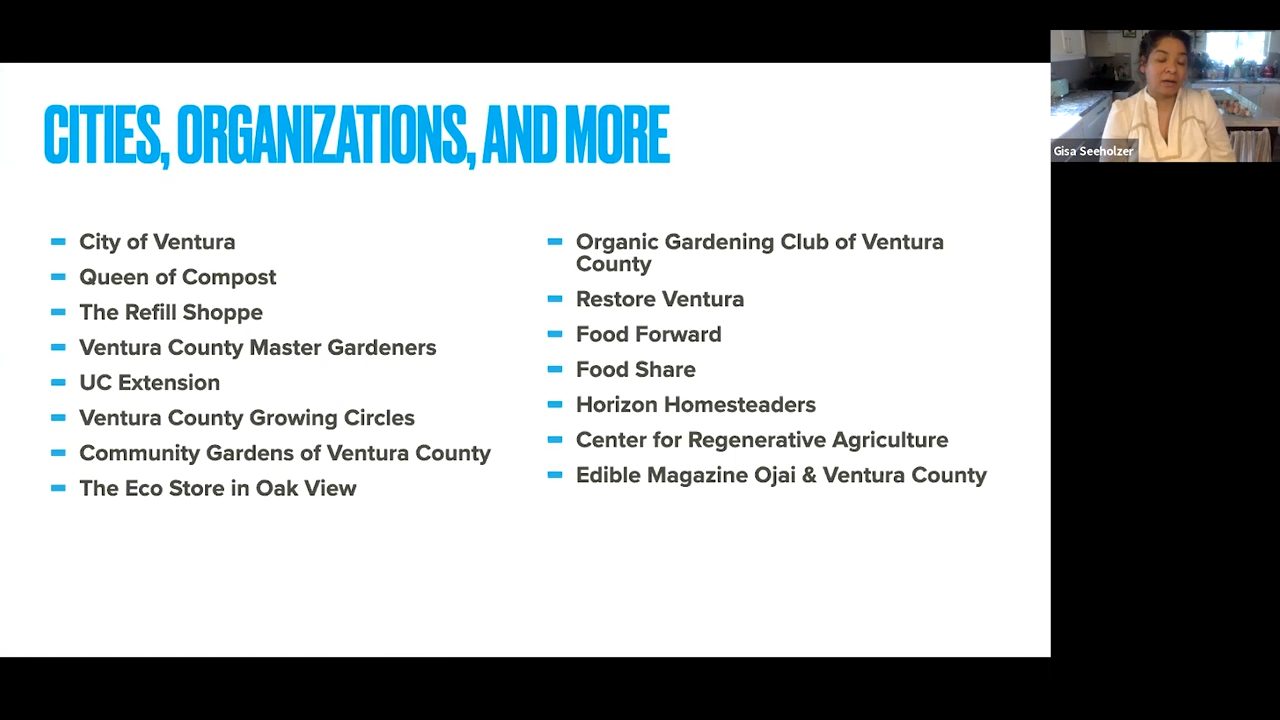 CITIES, ORGANIZATIONS, AND MORE
City of Ventura
Queen of Compost
The Refill Shoppe
Ventura County Master Gardeners
UC Extension
Ventura County Growing Circles
Community Gardens of Ventura County
The Eco Store in Oak View
Organic Gardening Club of Ventura
County
Restore Ventura
Food Forward
Food Share
Horizon Homesteaders
Center for Regenerative Agriculture
Edible Magazine Ojai & Ventura County
Gisa Seeholzer